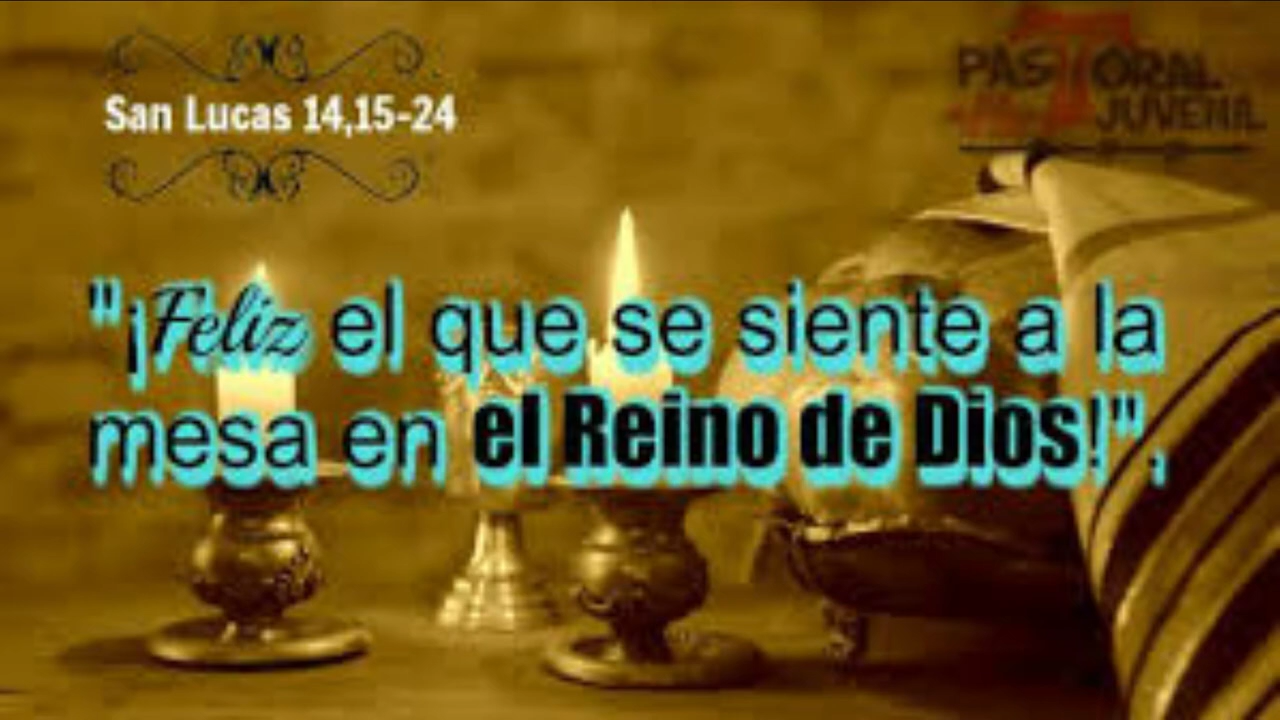 San Lucas 14,15-24
PASTORAL
JUVENIL
"¡Feliz el que se siente a la
mesa en el Reino de Dios!",